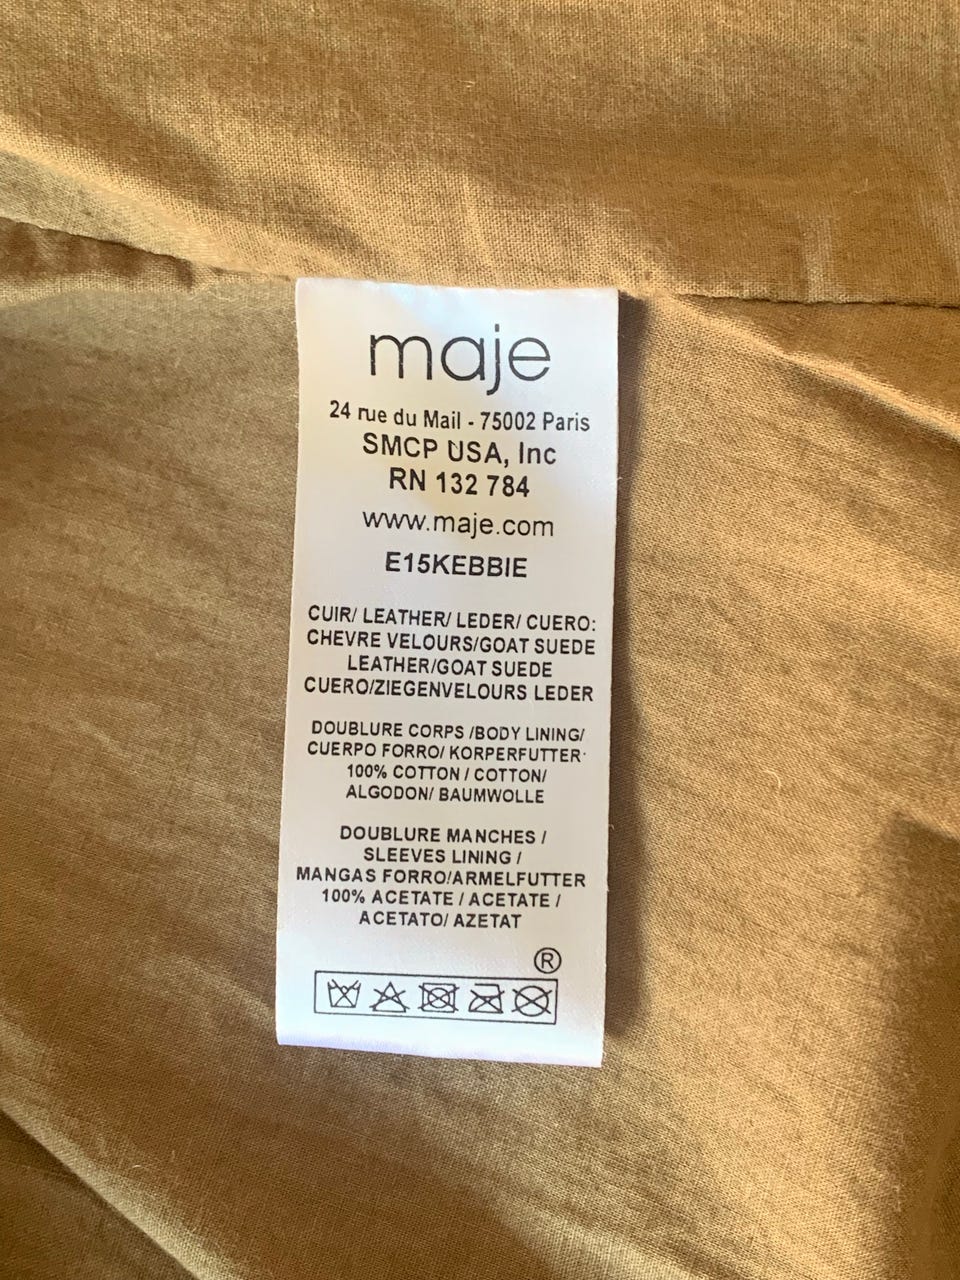 maje
24 rue du Mail - 75002 Paris
SMCP USA, Inc
RN 132 784
www.maje.com
E15KEBBIE
CUIR/ LEATHER/ LEDER/ CUERO:
CHEVRE VELOURS/GOAT SUEDE
LEATHER/GOAT SUEDE
CUERO/ZIEGENVELOURS LEDER
DOUBLURE CORPS /BODY LINING/
CUERPO FORRO/ KORPERFUTTER:
100% COTTON / COTTON/
ALGODON/ BAUMWOLLE
DOUBLURE MANCHES /
SLEEVES LINING /
MANGAS FORRO/ARMELFUTTER
100% ACETATE / ACETATE /
ACETATO/ AZETAT
®